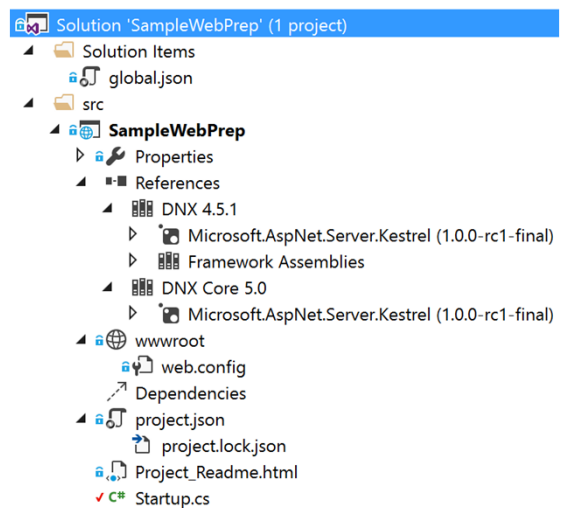 Solution 'SampleWebPrep' (1 project)
Solution Items
global.json
src
SampleWebPrep
Properties
References
DNX 4.5.1
Microsoft.AspNet.Server.Kestrel (1.0.0-rc1-final)
Framework Assemblies
DNX Core 5.0
Microsoft.AspNet.Server.Kestrel (1.0.0-rc1-final)
wwwroot
web.config
Dependencies
project.json
project.lock.json
Project_Readme.html
C# Startup.cs